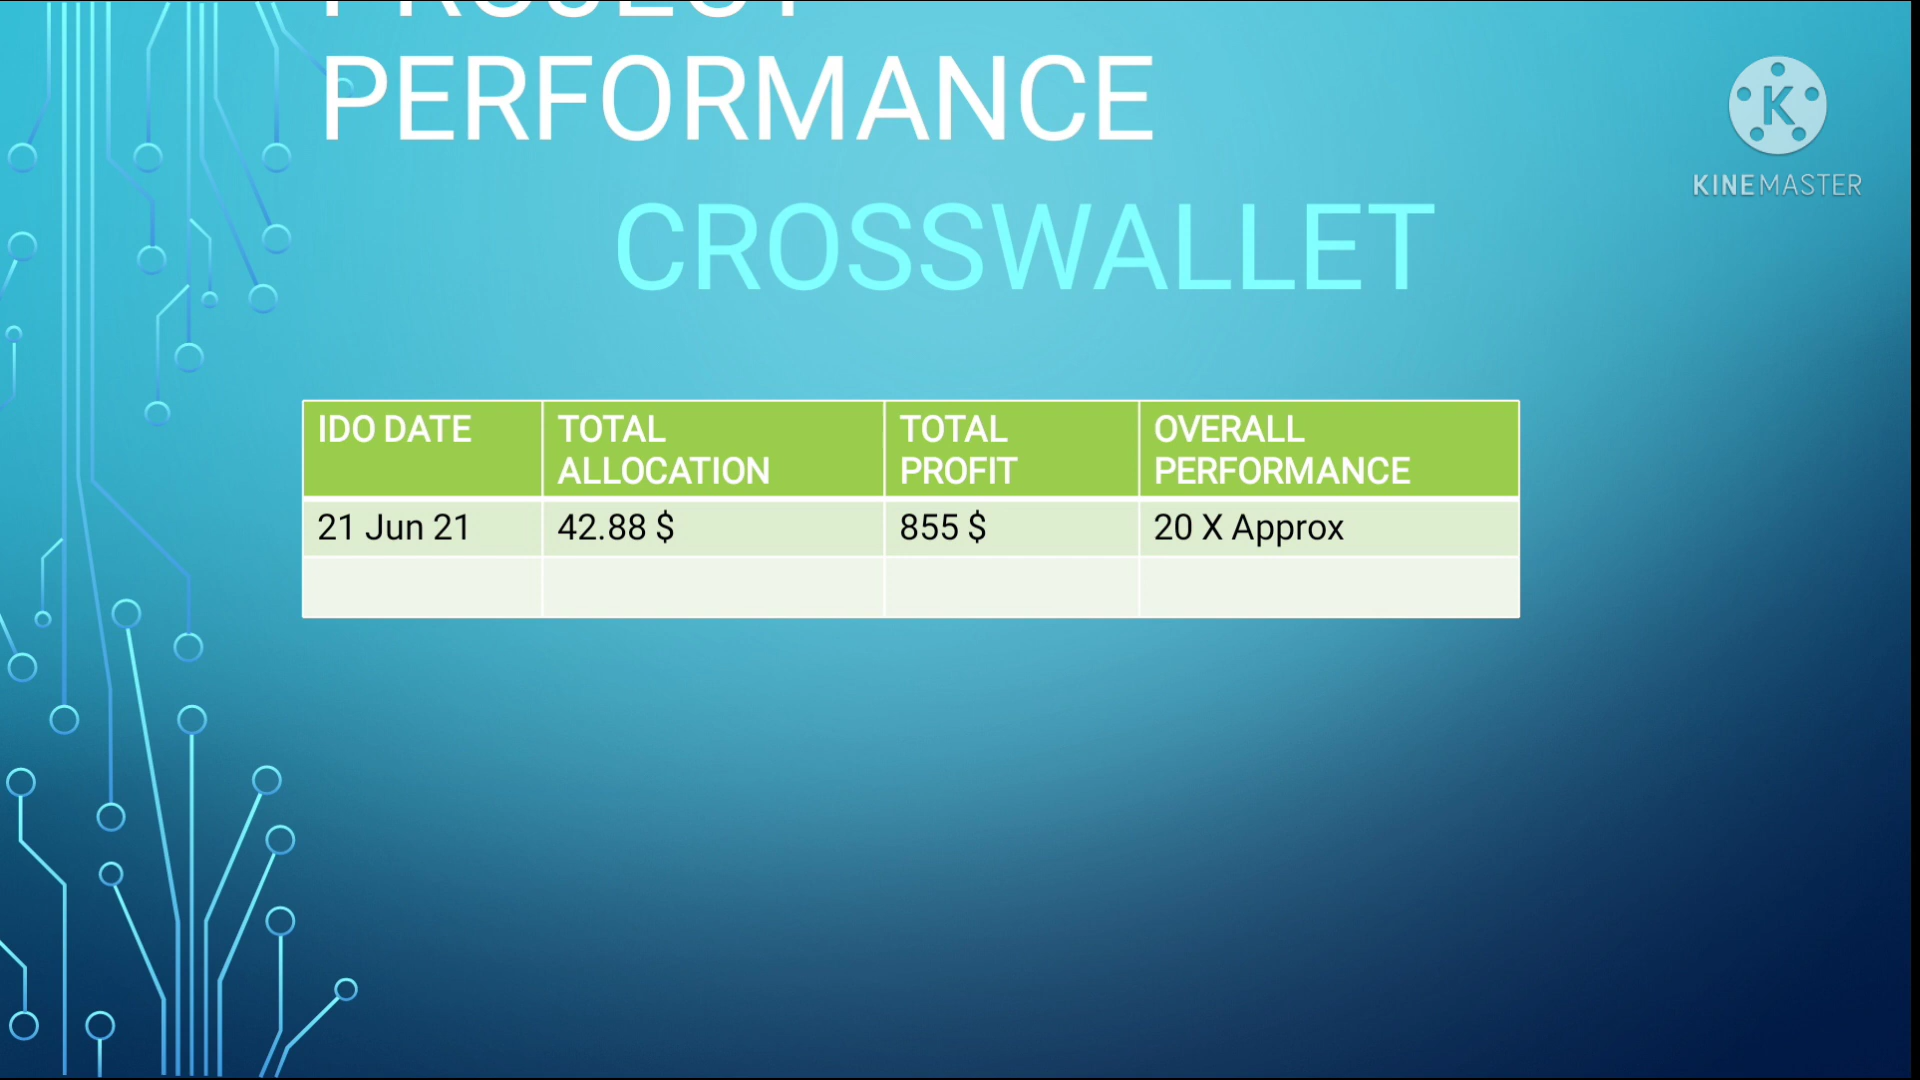 PROJECT
PERFORMANCE
CROSSWALLET
K
KINEMASTER
IDO DATE
TOTAL
ALLOCATION
TOTAL
PROFIT
OVERALL
PERFORMANCE
21 Jun 21
42.88 $
855 $
20 X Approx